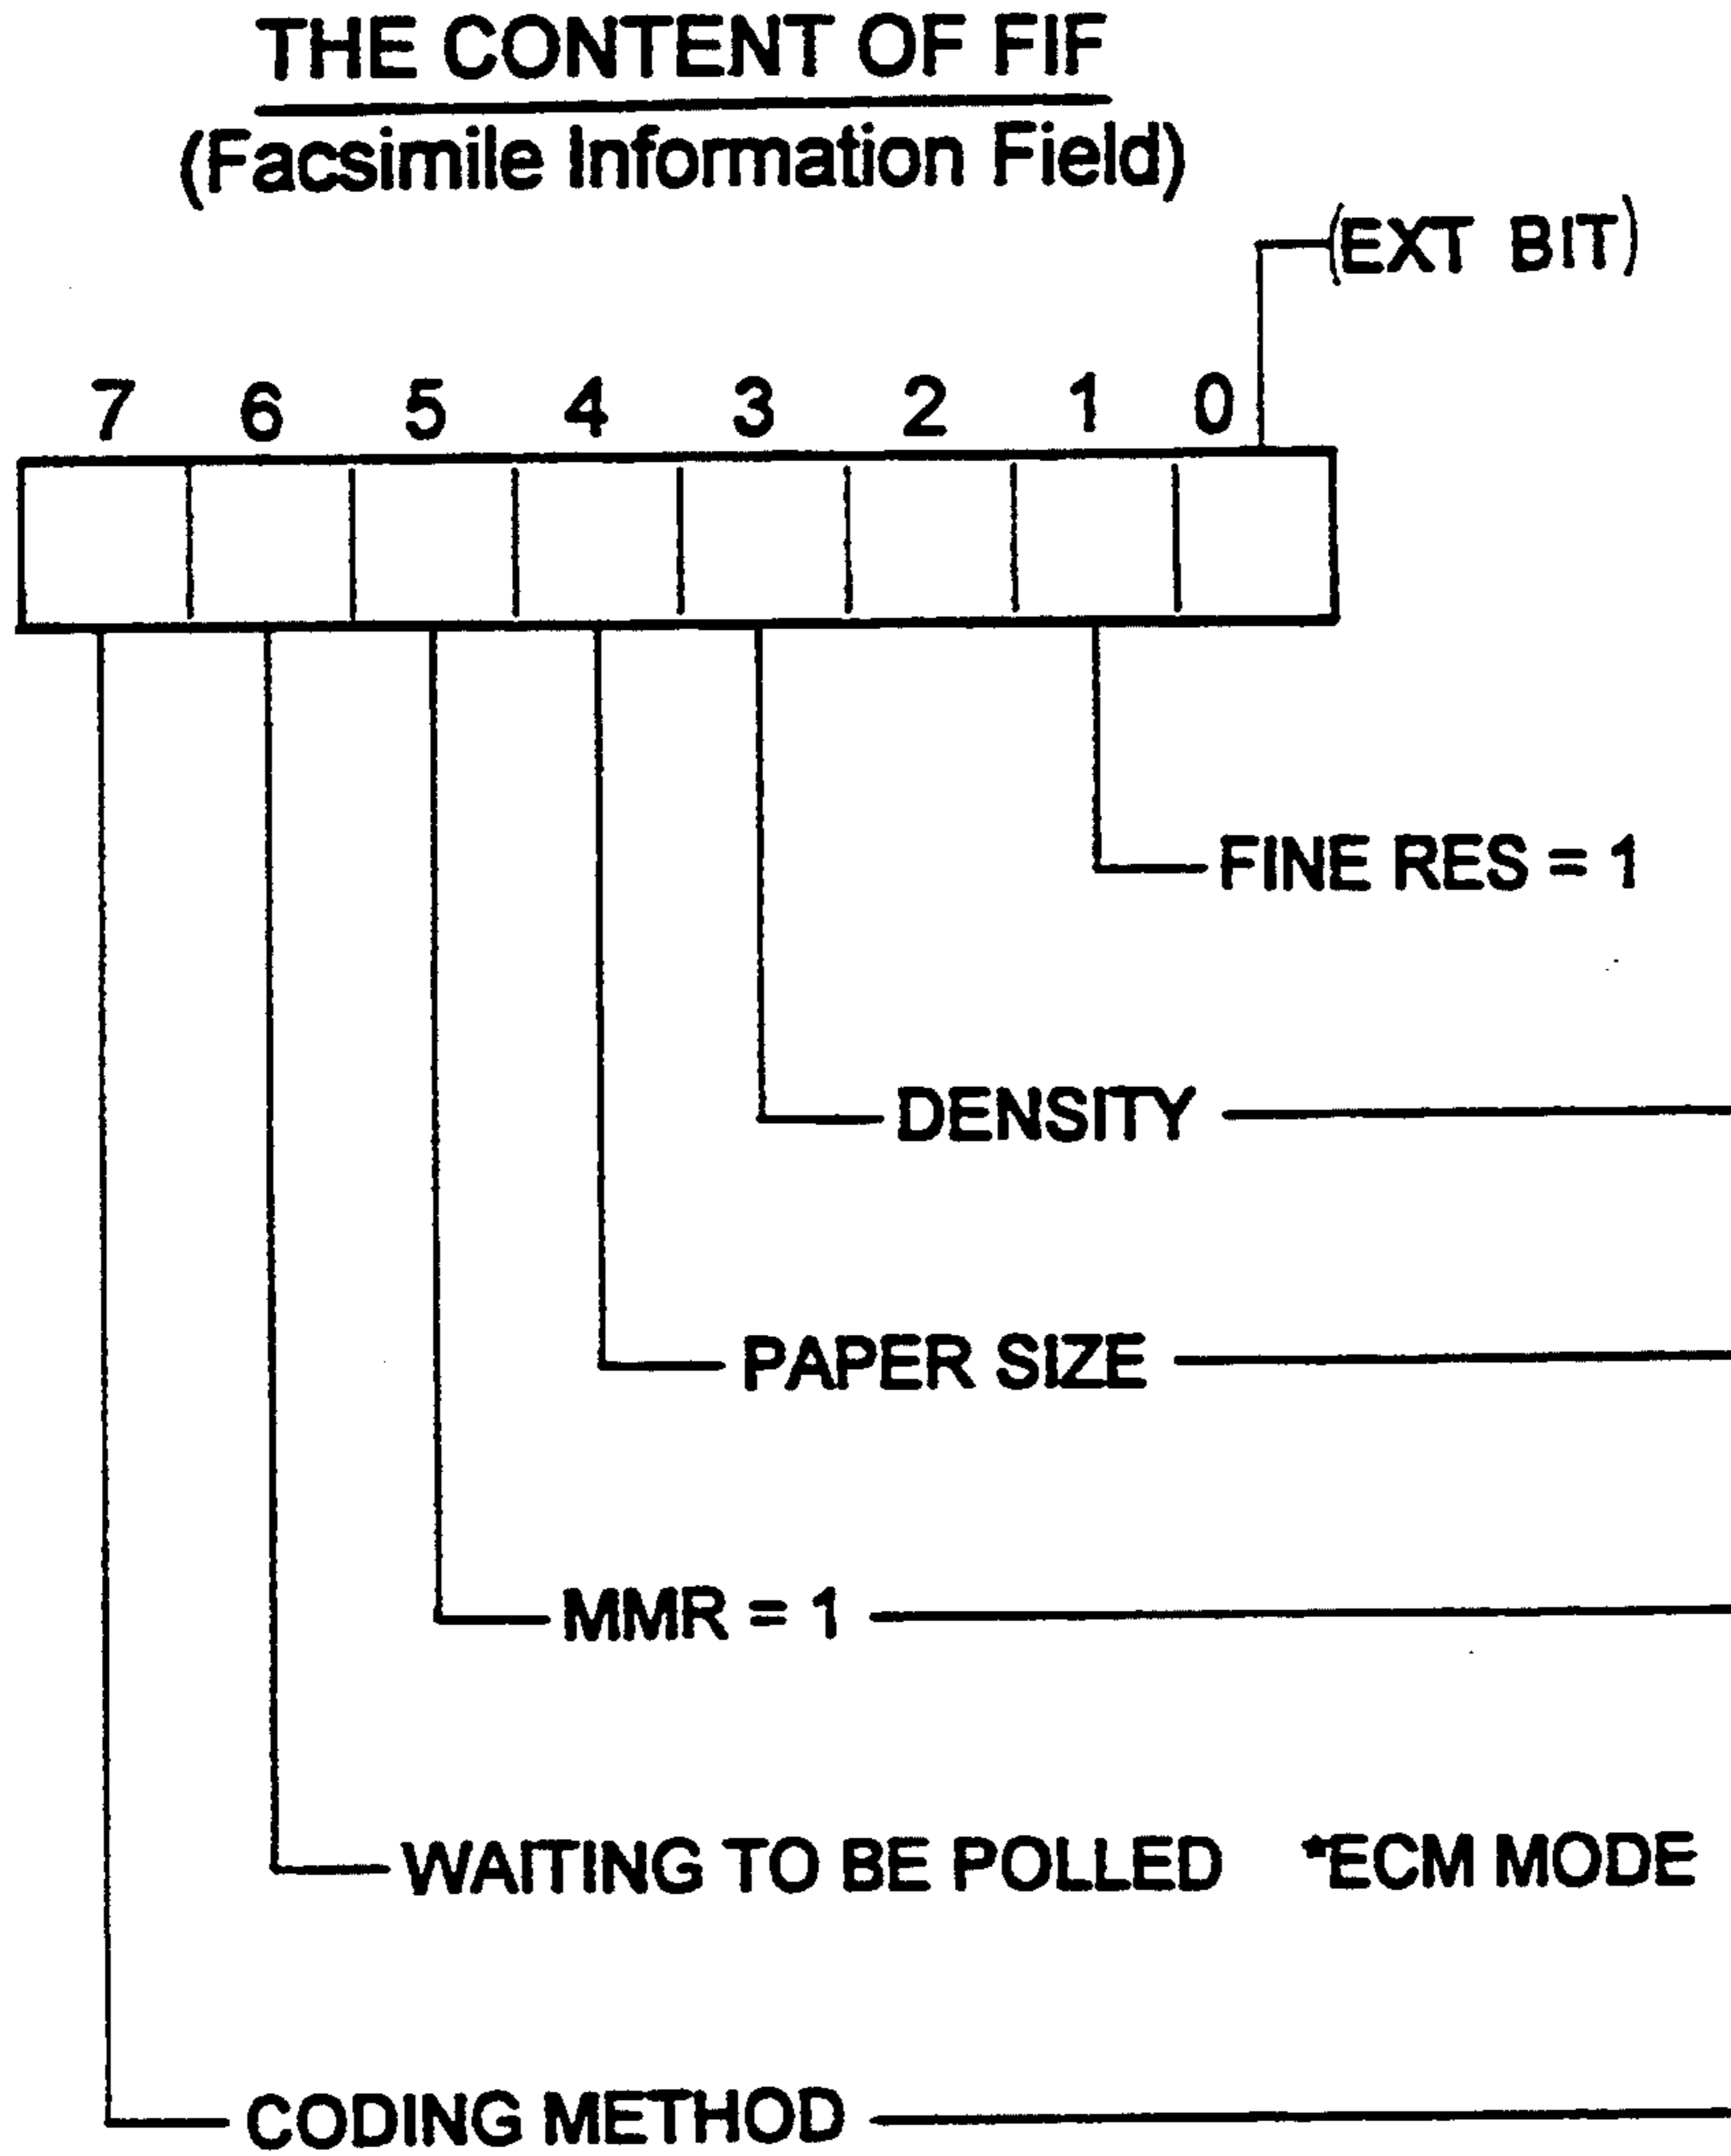 THE CONTENT OF FIF
(Facsimile Information Field)
(EXT BIT)
7 6 5 4 3 2 1 0
FINE RES = 1
DENSITY
PAPER SIZE
MMR = 1
WAITING TO BE POLLED *ECM MODE
CODING METHOD